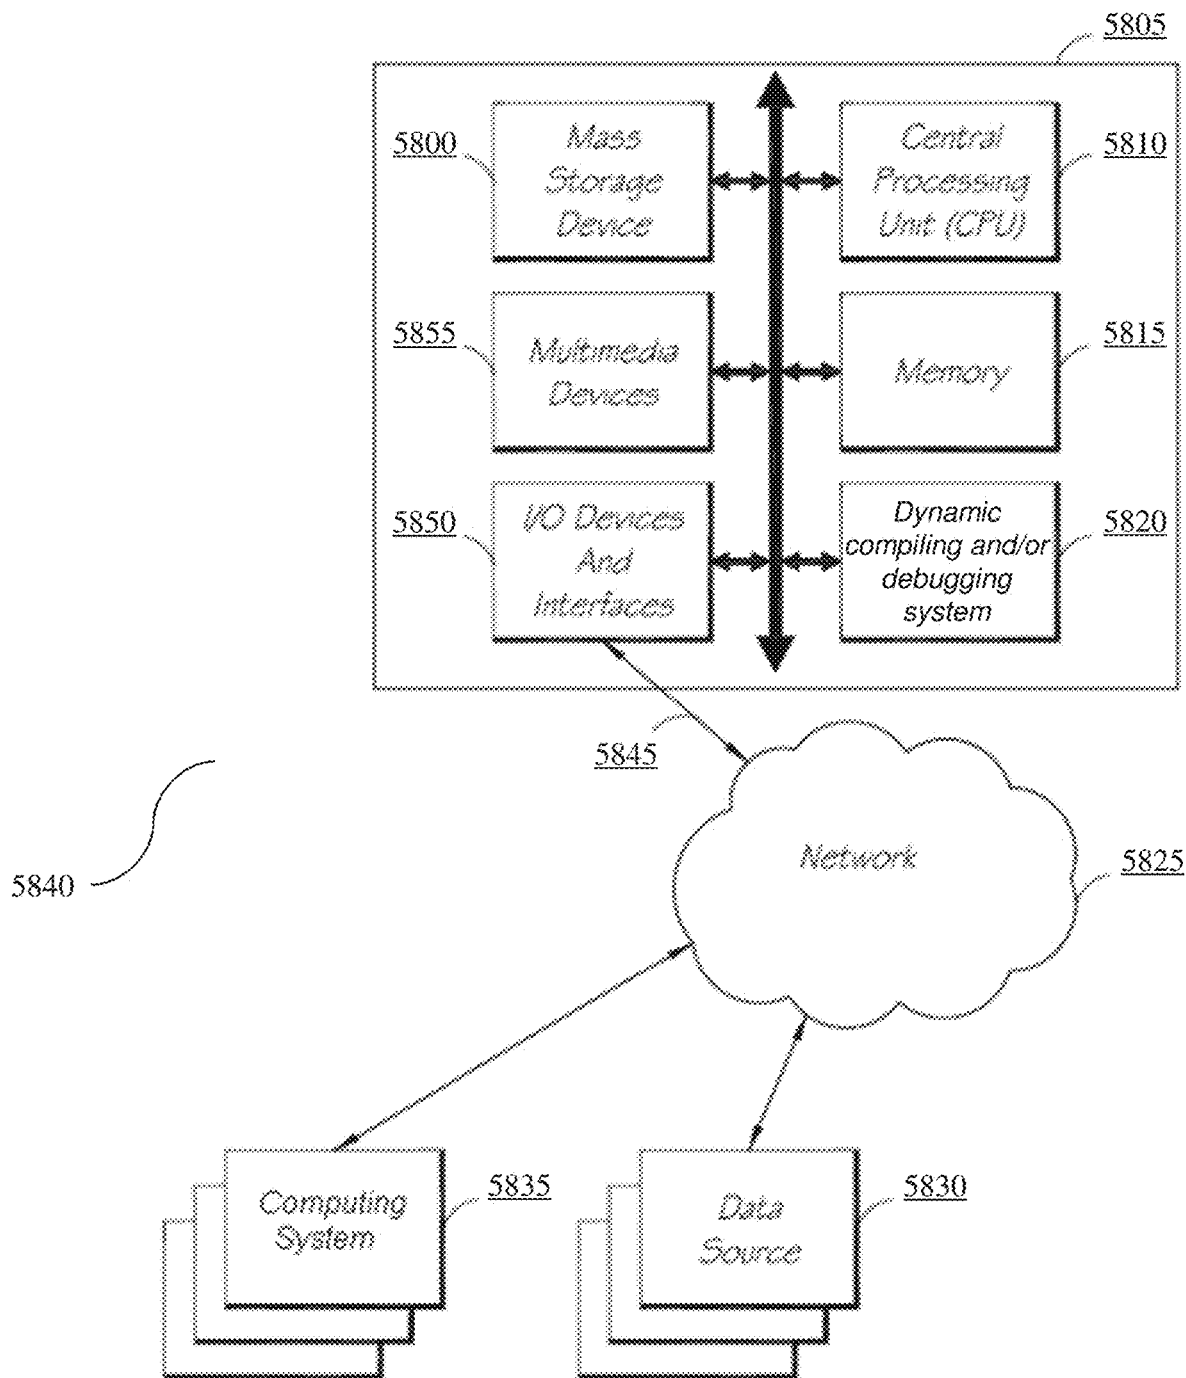 5805
5800
Mass
Storage
Device
Central
Processing
Unit (CPU)
5810
5855
Multimedia
Devices
Memory
5815
5850
I/O Devices
And
Interfaces
Dynamic
compiling and/or
debugging
system
5820
5845
Network
5825
5840
Computing
System
5835
Data
Source
5830